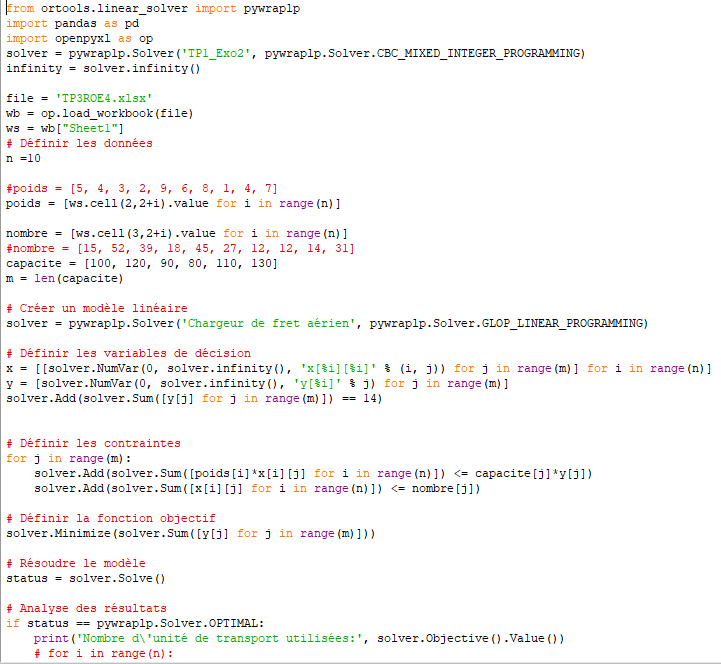 from ortools.linear_solver import pywraplp
import pandas as pd
import openpyxl as op
solver = pywraplp.Solver('TP1_Exo2', pywraplp.Solver.CBC_MIXED_INTEGER_PROGRAMMING)
infinity = solver.infinity()
file = 'TP3ROE4.xlsx'
wb = op.load_workbook(file)
ws = wb["Sheet1"]
# Définir les données
n =10
#poids = [5, 4, 3, 2, 9, 6, 8, 1, 4, 7]
poids = [ws.cell(2,2+i).value for i in range(n)]
nombre = [ws.cell(3,2+i).value for i in range(n)]
#nombre = [15, 52, 39, 18, 45, 27, 12, 12, 14, 31]
capacite = [100, 120, 90, 80, 110, 130]
m = len(capacite)
# Créer un modèle linéaire
solver = pywraplp.Solver('Chargeur de fret aérien', pywraplp.Solver.GLOP_LINEAR_PROGRAMMING)
# Définir les variables de décision
x = [[solver.NumVar(0, solver.infinity(), 'x[%i][%i]' % (i, j)) for j in range(m)] for i in range(n)]
y = [solver.NumVar(0, solver.infinity(), 'y[%i]' % j) for j in range(m)]
solver.Add(solver.Sum([y[j] for j in range(m)]) == 14)
# Définir les contraintes
for j in range(m):
    solver.Add(solver.Sum([poids[i]*x[i][j] for i in range(n)]) <= capacite[j]*y[j])
    solver.Add(solver.Sum([x[i][j] for i in range(n)]) <= nombre[j])
# Définir la fonction objectif
solver.Minimize(solver.Sum([y[j] for j in range(m)]))
# Résoudre le modèle
status = solver.Solve()
# Analyse des résultats
if status == pywraplp.Solver.OPTIMAL:
    print('Nombre d\'unité de transport utilisées:', solver.Objective().Value())
    # for i in range(n):